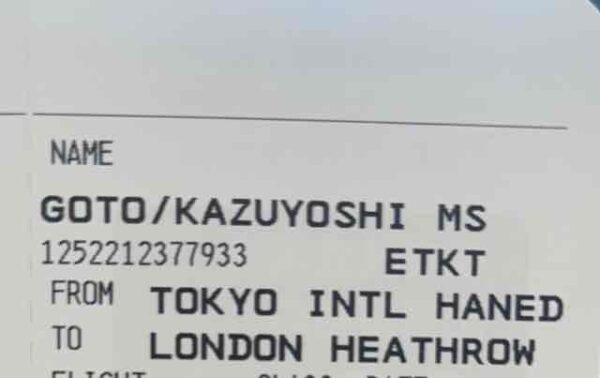 NAME
GOTO/KAZUYOSHI MS
1252212377933 ETKT
FROM TOKYO INTL HANED
TO LONDON HEATHROW